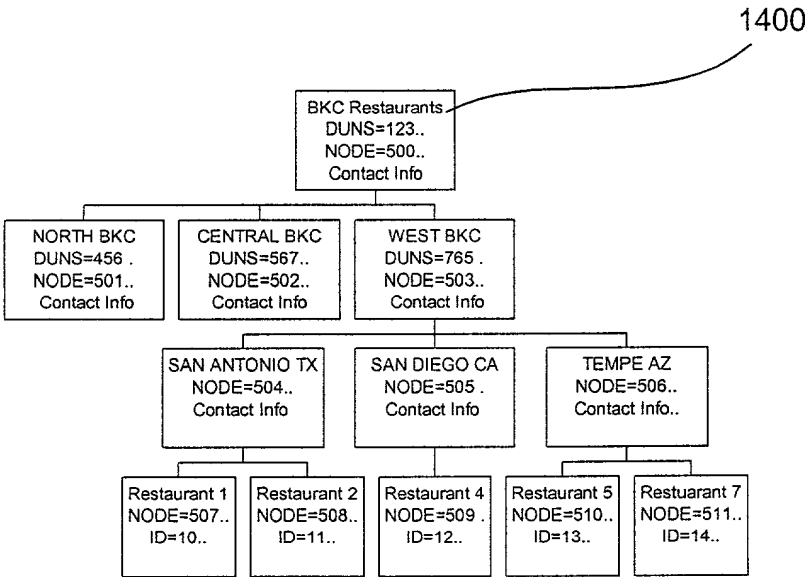 1400
BKC Restaurants
DUNS=123..
NODE=500..
Contact Info
NORTH BKC
DUNS=456 .
NODE=501..
Contact Info
CENTRAL BKC
DUNS=567..
NODE=502..
Contact Info
WEST BKC
DUNS=765 .
NODE=503..
Contact Info
SAN ANTONIO TX
NODE=504..
Contact Info
SAN DIEGO CA
NODE=505 .
Contact Info
TEMPE AZ
NODE=506..
Contact Info..
Restaurant 1
NODE=507..
ID=10..
Restaurant 2
NODE=508..
ID=11..
Restaurant 4
NODE=509 .
ID=12..
Restaurant 5
NODE=510..
ID=13..
Restuarant 7
NODE=511..
ID=14..